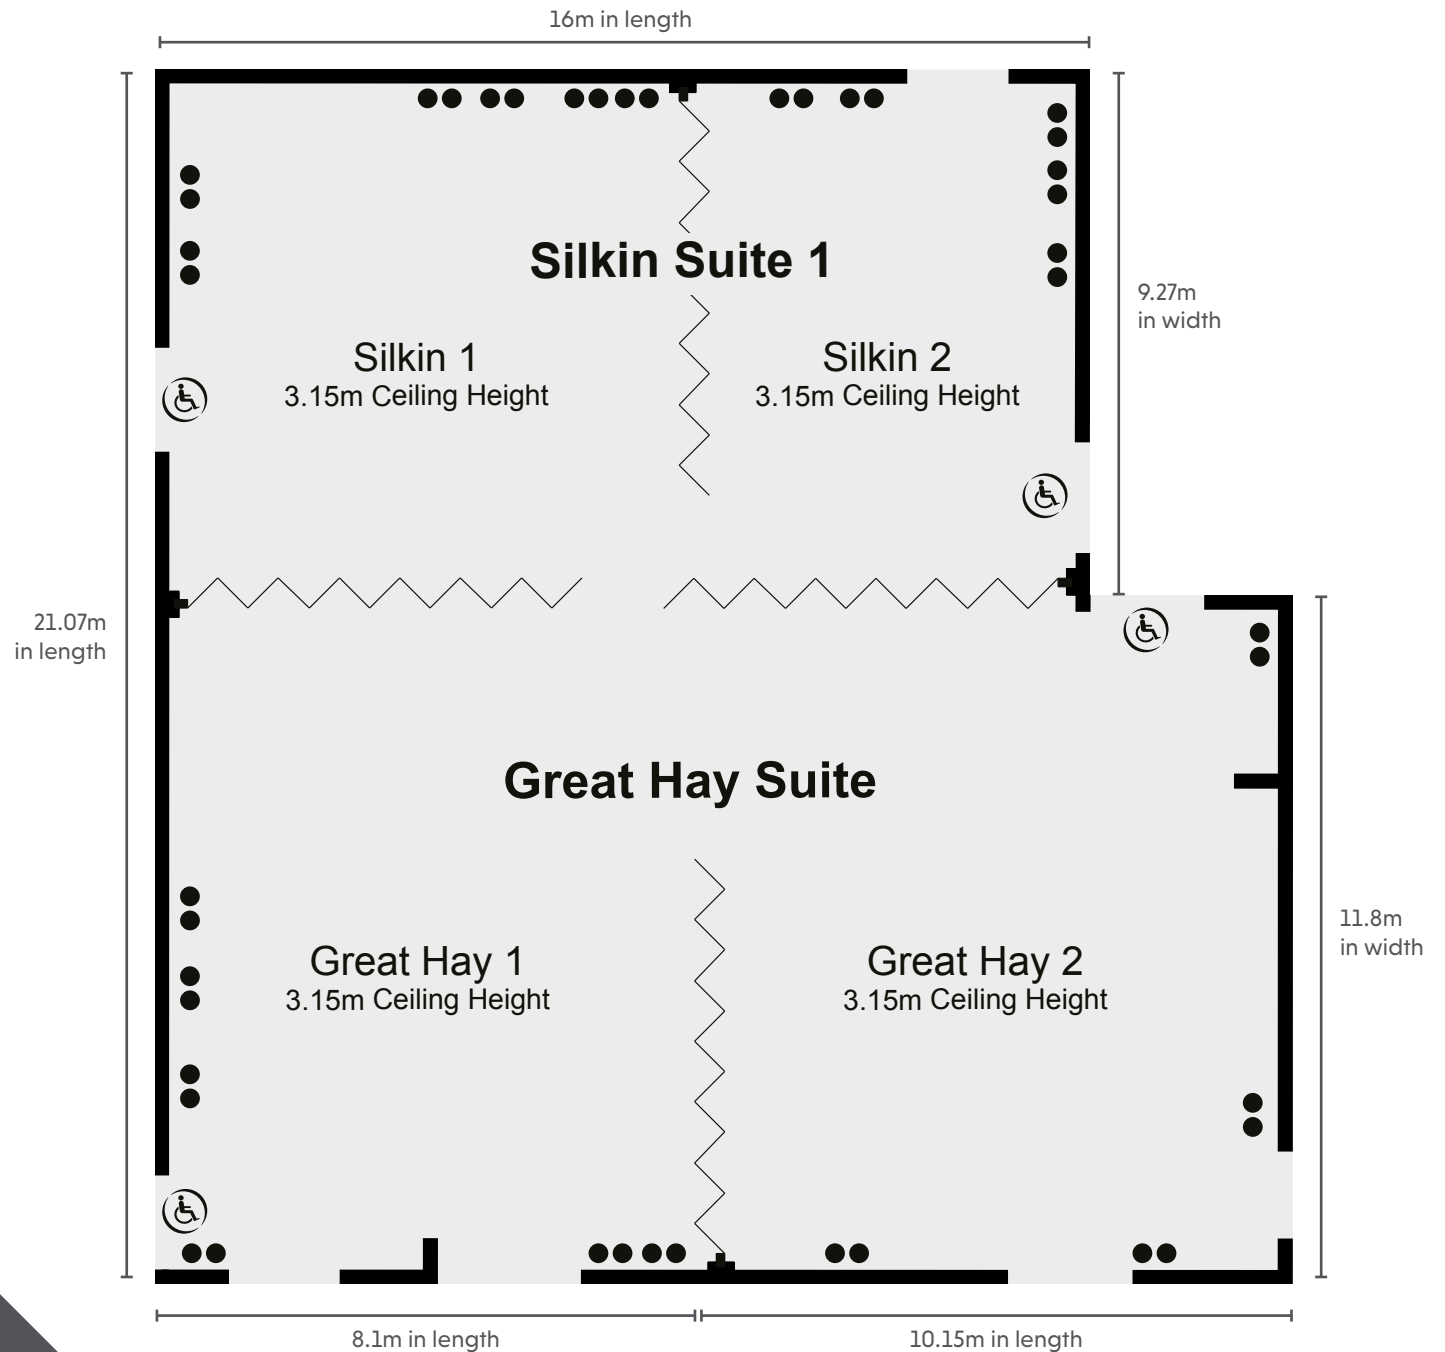 16m in length
Silkin Suite 1
9.27m
in width
Silkin 1
3.15m Ceiling Height
Silkin 2
3.15m Ceiling Height
21.07m
in length
Great Hay Suite
11.8m
in width
Great Hay 1
3.15m Ceiling Height
Great Hay 2
3.15m Ceiling Height
8.1m in length
10.15m in length